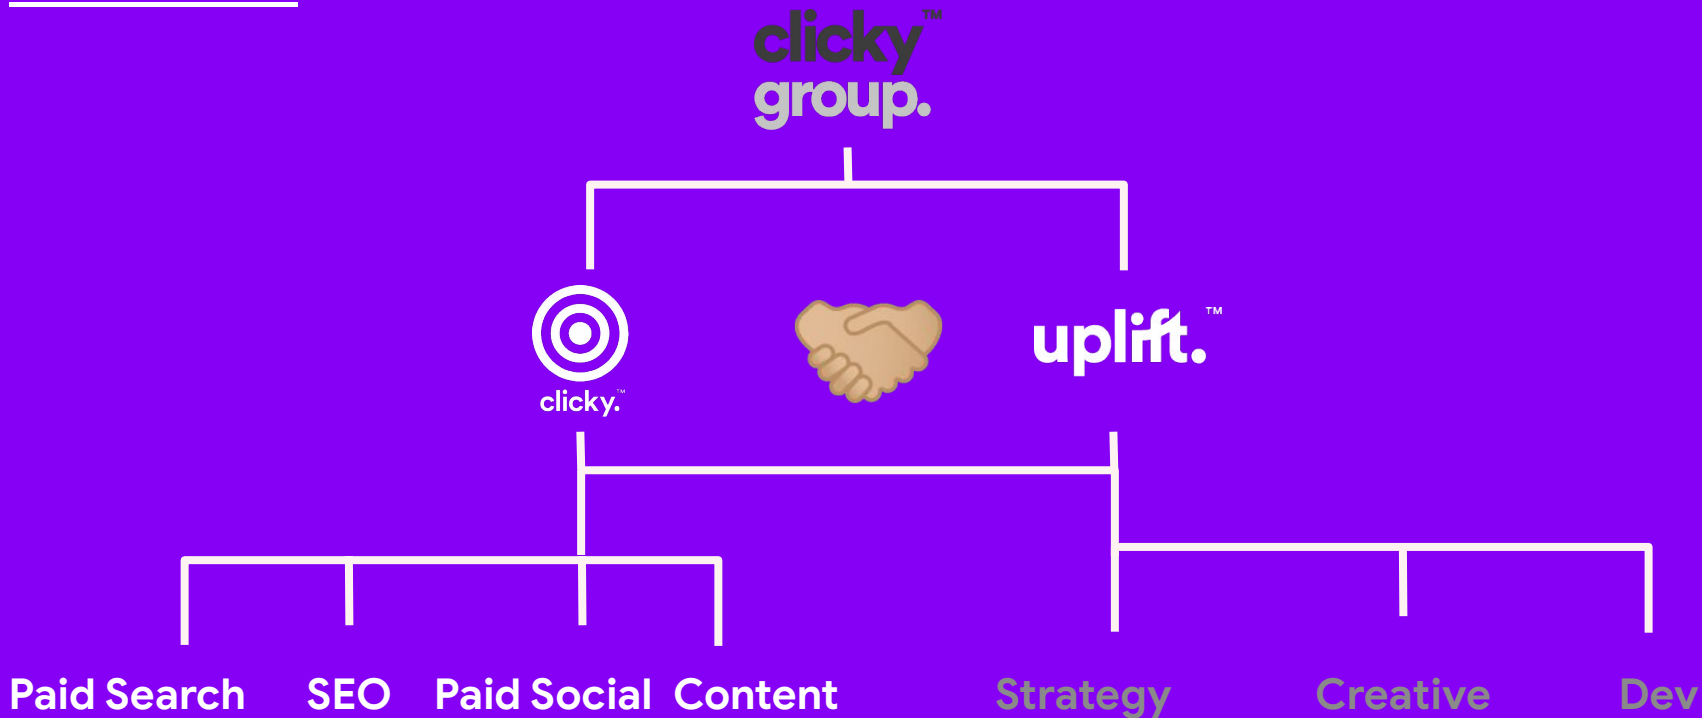 clicky™
group.
clicky.™
uplift.™
Paid Search SEO Paid Social Content Strategy Creative Dev